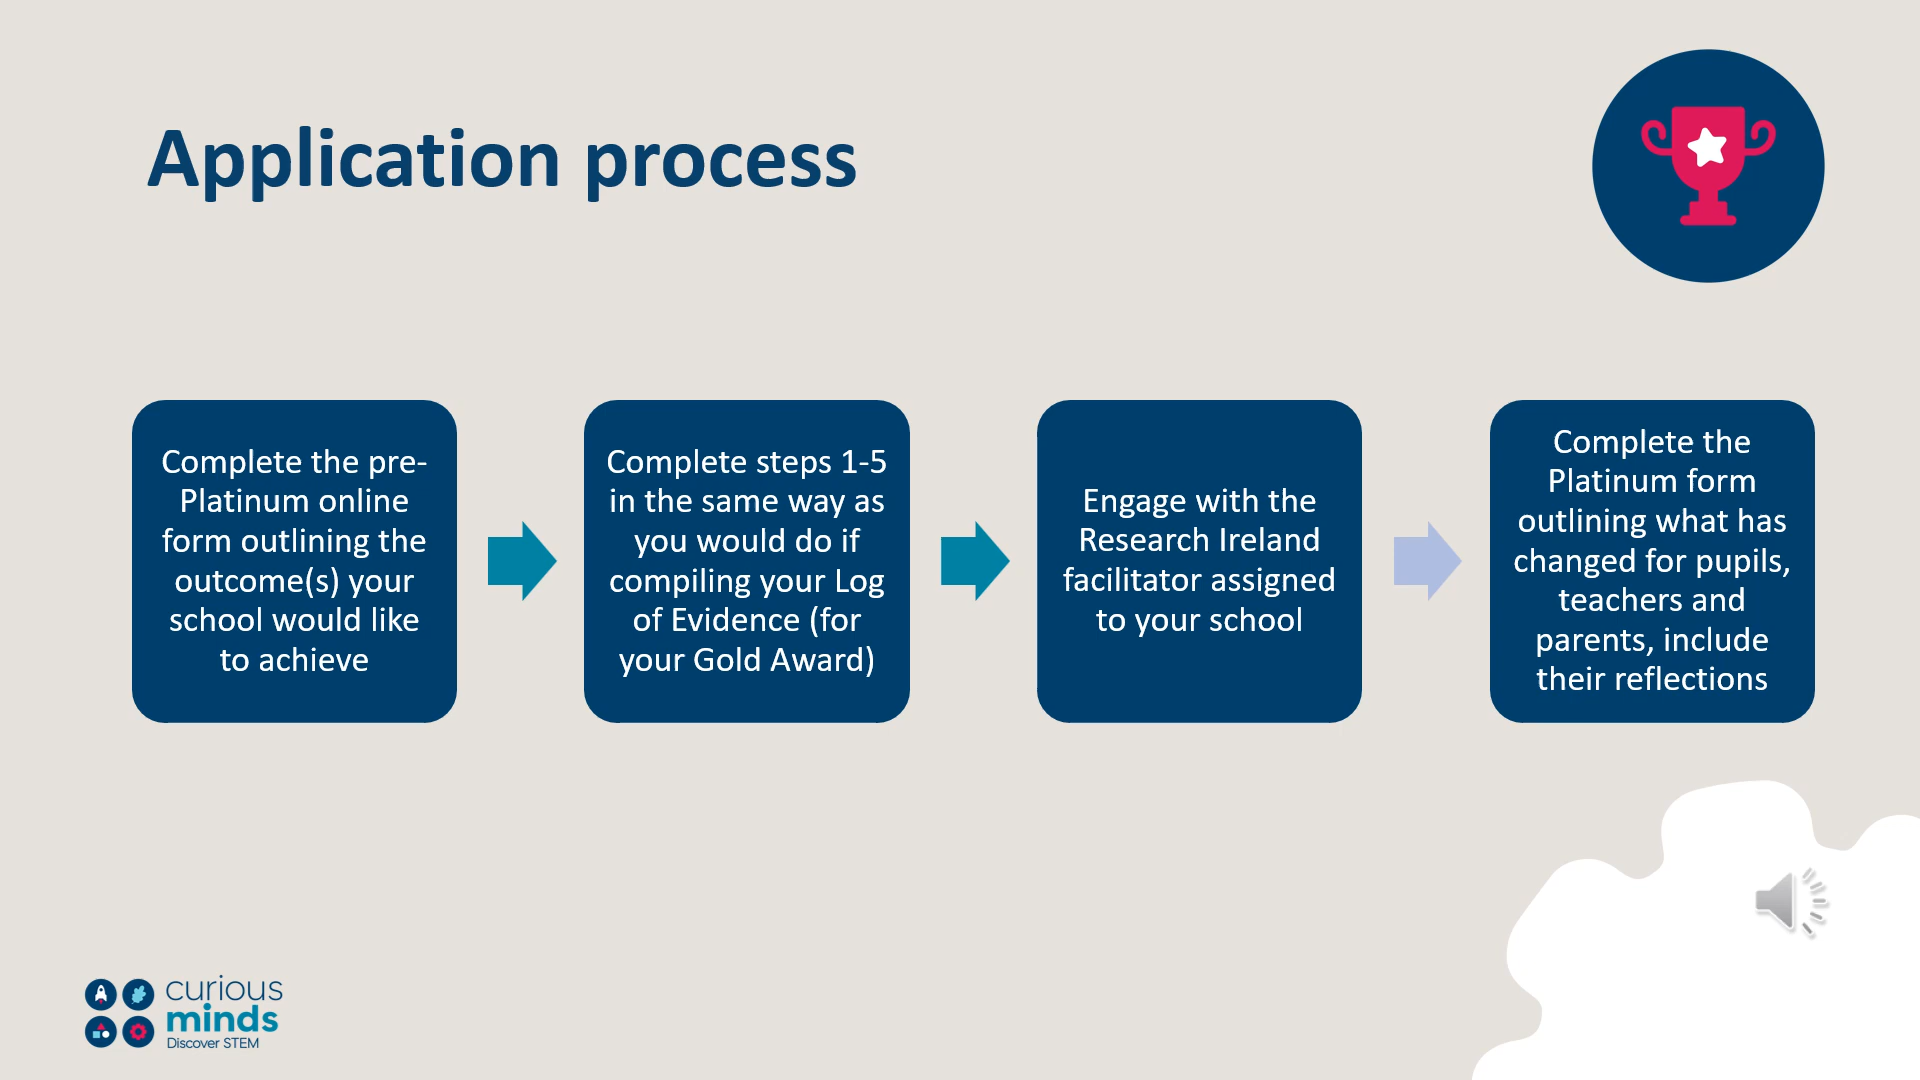 Application process
Complete the pre-
Platinum online
form outlining the
outcome(s) your
school would like
to achieve
Complete steps 1-5
in the same way as
you would do if
compiling your Log
of Evidence (for
your Gold Award)
Engage with the
Research Ireland
facilitator assigned
to your school
Complete the
Platinum form
outlining what has
changed for pupils,
teachers and
parents, include
their reflections
curious
minds
Discover STEM